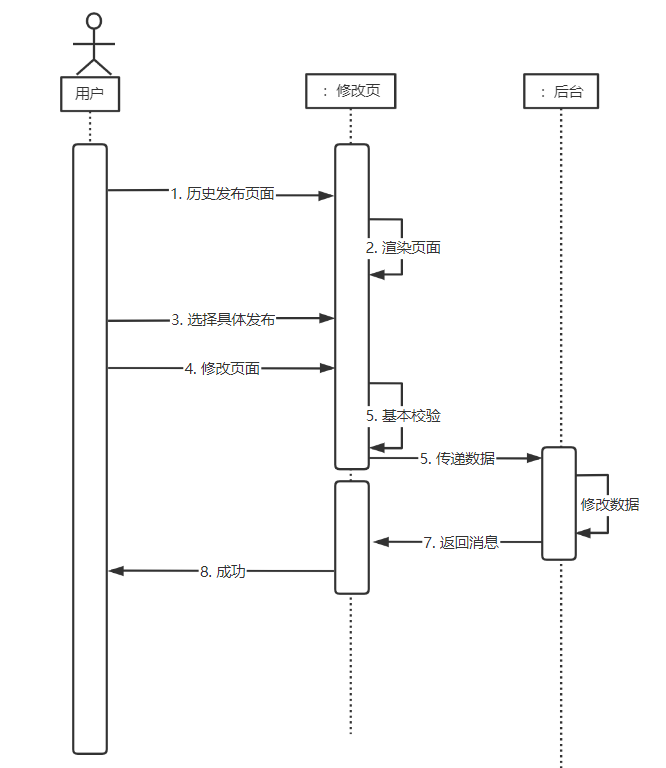 用户
：修改页
：后台
1. 历史发布页面
2. 渲染页面
3. 选择具体发布
4. 修改页面
5. 基本校验
5. 传递数据
修改数据
7. 返回消息
8. 成功